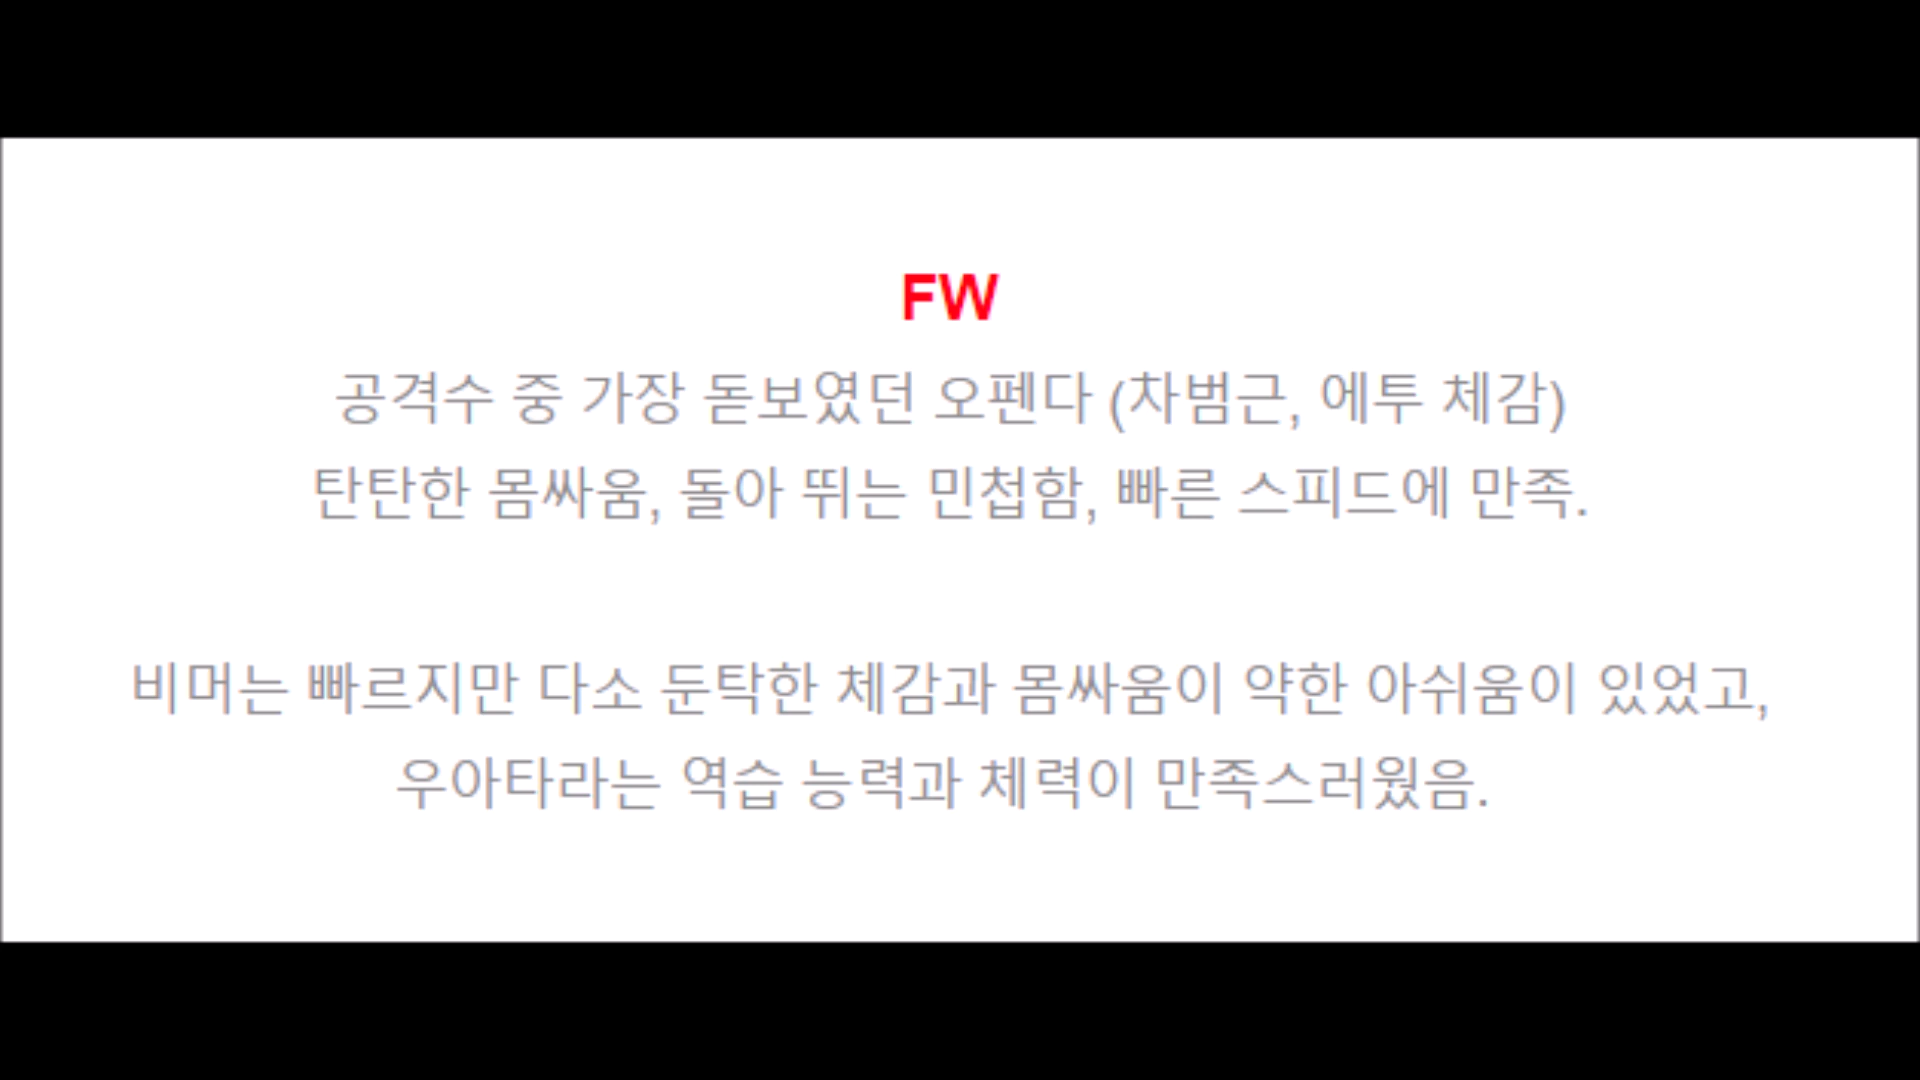 FW
공격수 중 가장 돋보였던 오펜다 (차범근, 에투 체감)
탄탄한 몸싸움, 돌아 뛰는 민첩함, 빠른 스피드에 만족.
비머는 빠르지만 다소 둔탁한 체감과 몸싸움이 약한 아쉬움이 있었고,
우아타라는 역습 능력과 체력이 만족스러웠음.